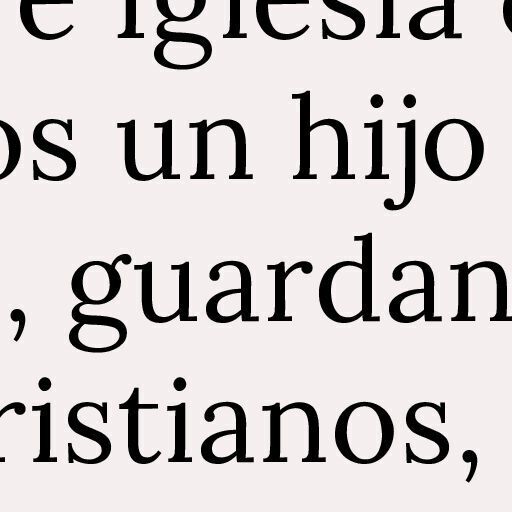 e iglesia
os un hijo
, guardan
ristianos,